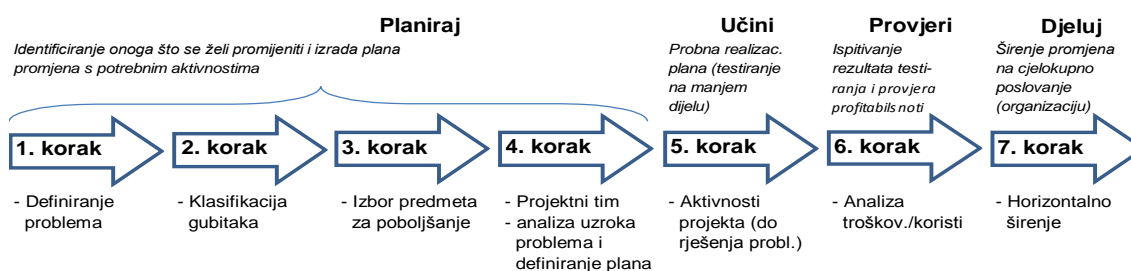 Planiraj
Identificiranje onoga što se želi promijeniti i izrada plana
promjena s potrebnim aktivnostima
Učini
Probna realizac.
plana (testiranje
na manjem
dijelu)
Provjeri
Ispitivanje
rezultata testi-
ranja i provjera
profitabilsnoti
Djeluj
Širenje promjena
na cjelokupno
poslovanje
(organizaciju)
1. korak
2. korak
3. korak
4. korak
5. korak
6. korak
7. korak
- Definiranje
problema
- Klasifikacija
gubitaka
- Izbor predmeta
za poboljšanje
- Projektni tim
- analiza uzroka
problema i
definiranje plana
- Aktivnosti
projekta (do
rješenja probl.)
- Analiza
troškov./koristi
- Horizontalno
širenje